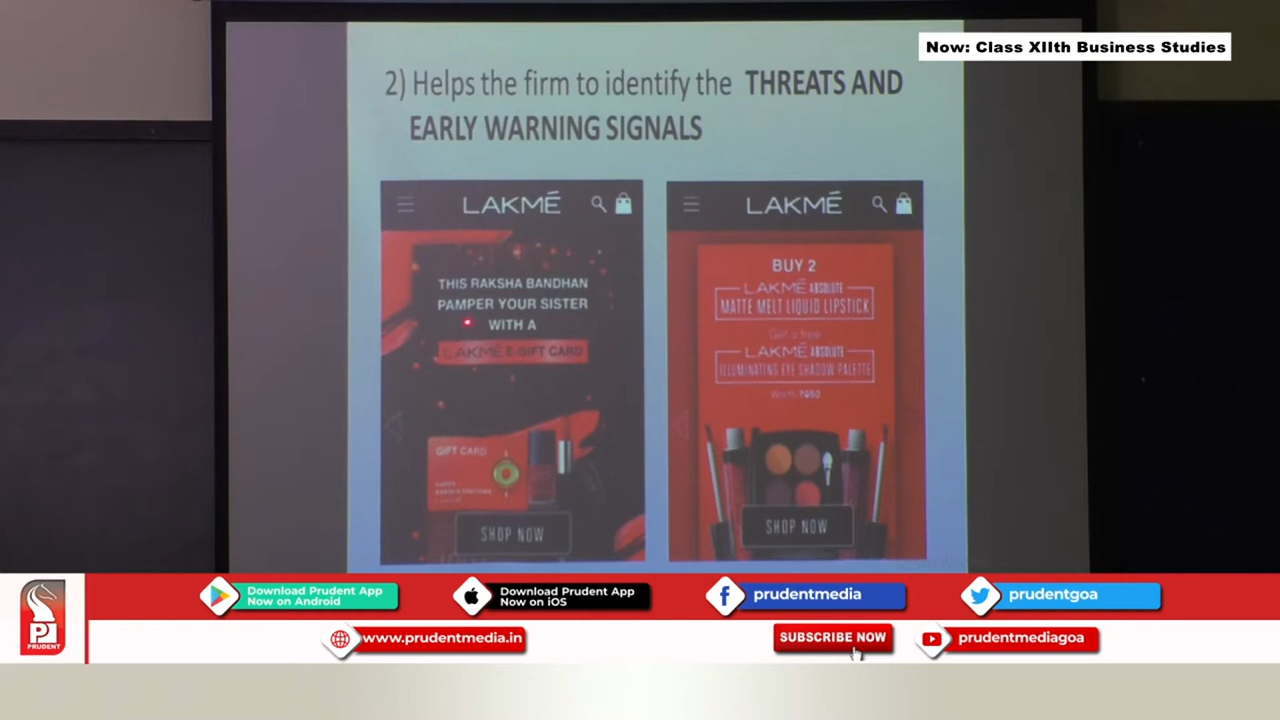 Now: Class XIIth Business Studies
2) Helps the firm to identify the THREATS AND
EARLY WARNING SIGNALS
LAKMÉ
THIS RAKSHA BANDHAN
PAMPER YOUR SISTER
WITH A
LAKMÉ E-GIFT CARD
GIFT CARD
SHOP NOW
LAKMÉ
BUY 2
LAKMÉ ABSOLUTE
MATTE MELT LIQUID LIPSTICK
Get a free
LAKMÉ ABSOLUTE
ILLUMINATING EYE SHADOW PALETTE
Worth
SHOP NOW
PRUDENT
Download Prudent App
Now on Android
Download Prudent App
Now on iOS
prudentmedia
prudentgoa
www.prudentmedia.in
SUBSCRIBE NOW
prudentmediagoa